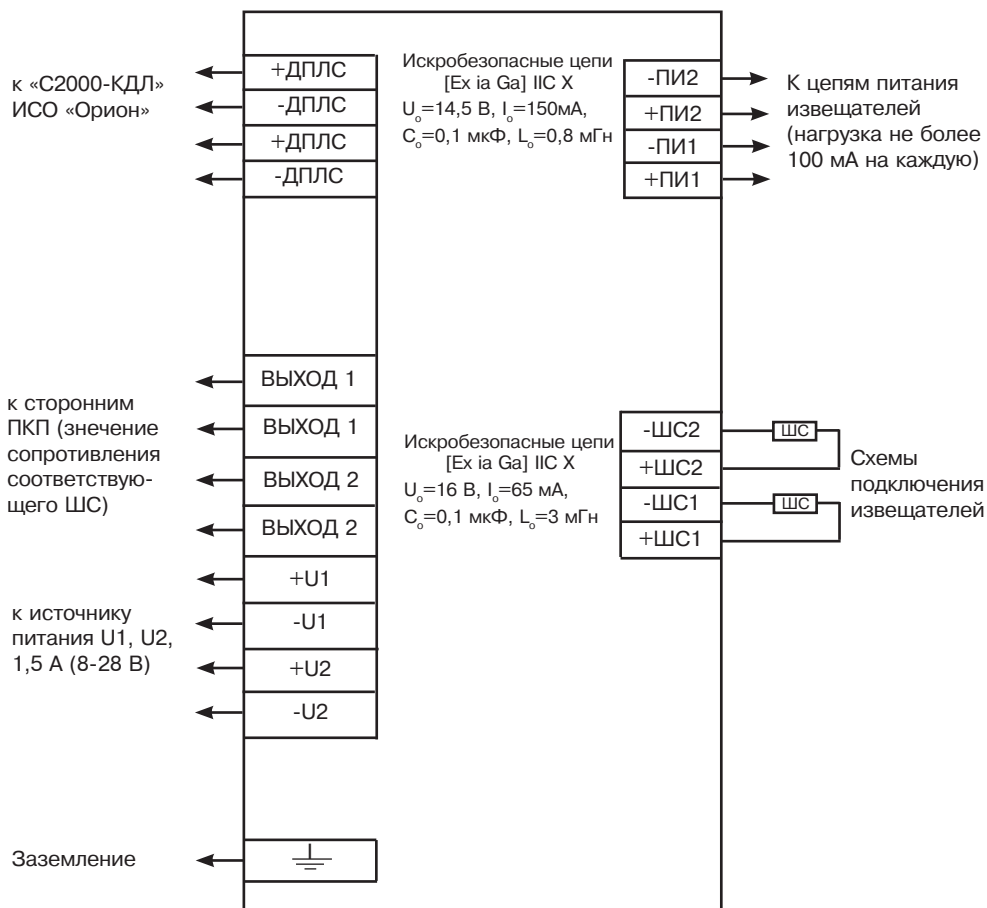 к «С2000-КДЛ»
ИСО «Орион»
+ДПЛС
-ДПЛС
+ДПЛС
-ДПЛС
Искробезопасные цепи
[Ex ia Ga] IIC X
Uₒ=14,5 В, Iₒ=150мА,
Cₒ=0,1 мкФ, Lₒ=0,8 мГн
-ПИ2
+ПИ2
-ПИ1
+ПИ1
К цепям питания
извещателей
(нагрузка не более
100 мА на каждую)
к сторонним
ПКП (знечение
сопротивления
соответствую-
щего ШС)
ВЫХОД 1
ВЫХОД 1
ВЫХОД 2
ВЫХОД 2
Искробезопасные цепи
[Ex ia Ga] IIC X
Uₒ=16 В, Iₒ=65 мА,
Cₒ=0,1 мкФ, Lₒ=3 мГн
-ШС2
+ШС2
-ШС1
+ШС1
ШС
ШС
Схемы
подключения
извещателей
к источнику
питания U1, U2,
1,5 А (8-28 В)
+U1
-U1
+U2
-U2
Заземление